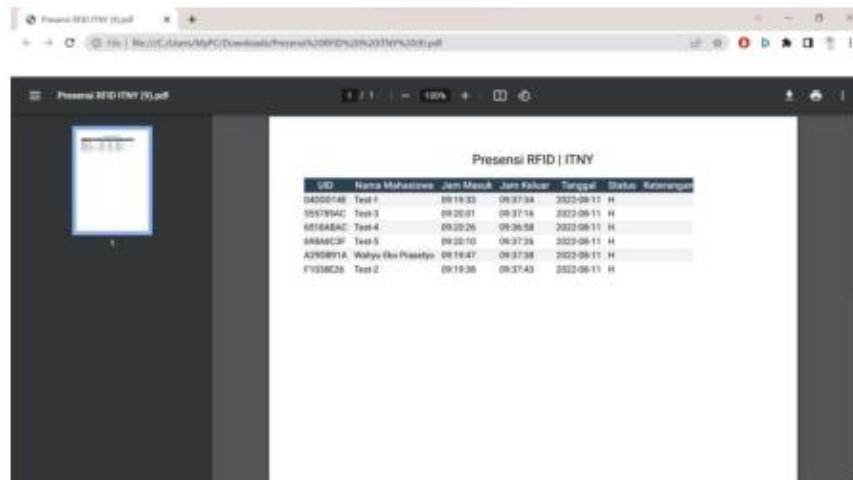 Presensi RFID ITNY (9).pdf
Presensi RFID ITNY (9).pdf
1 / 1
100%
1
Presensi RFID | ITNY
UID Nama Mahasiswa Jam Masuk Jam Keluar Tanggal Status Keterangan
Test-1 09:19:33 09:37:34 2022-08-11 H
Test-3 09:20:01 09:37:16 2022-08-11 H
Test-4 09:20:26 09:36:58 2022-08-11 H
Test-5 09:20:10 09:37:26 2022-08-11 H
Wahyu Eko Prasetyo 09:19:47 09:37:38 2022-08-11 H
Test-2 09:19:38 09:37:43 2022-08-11 H